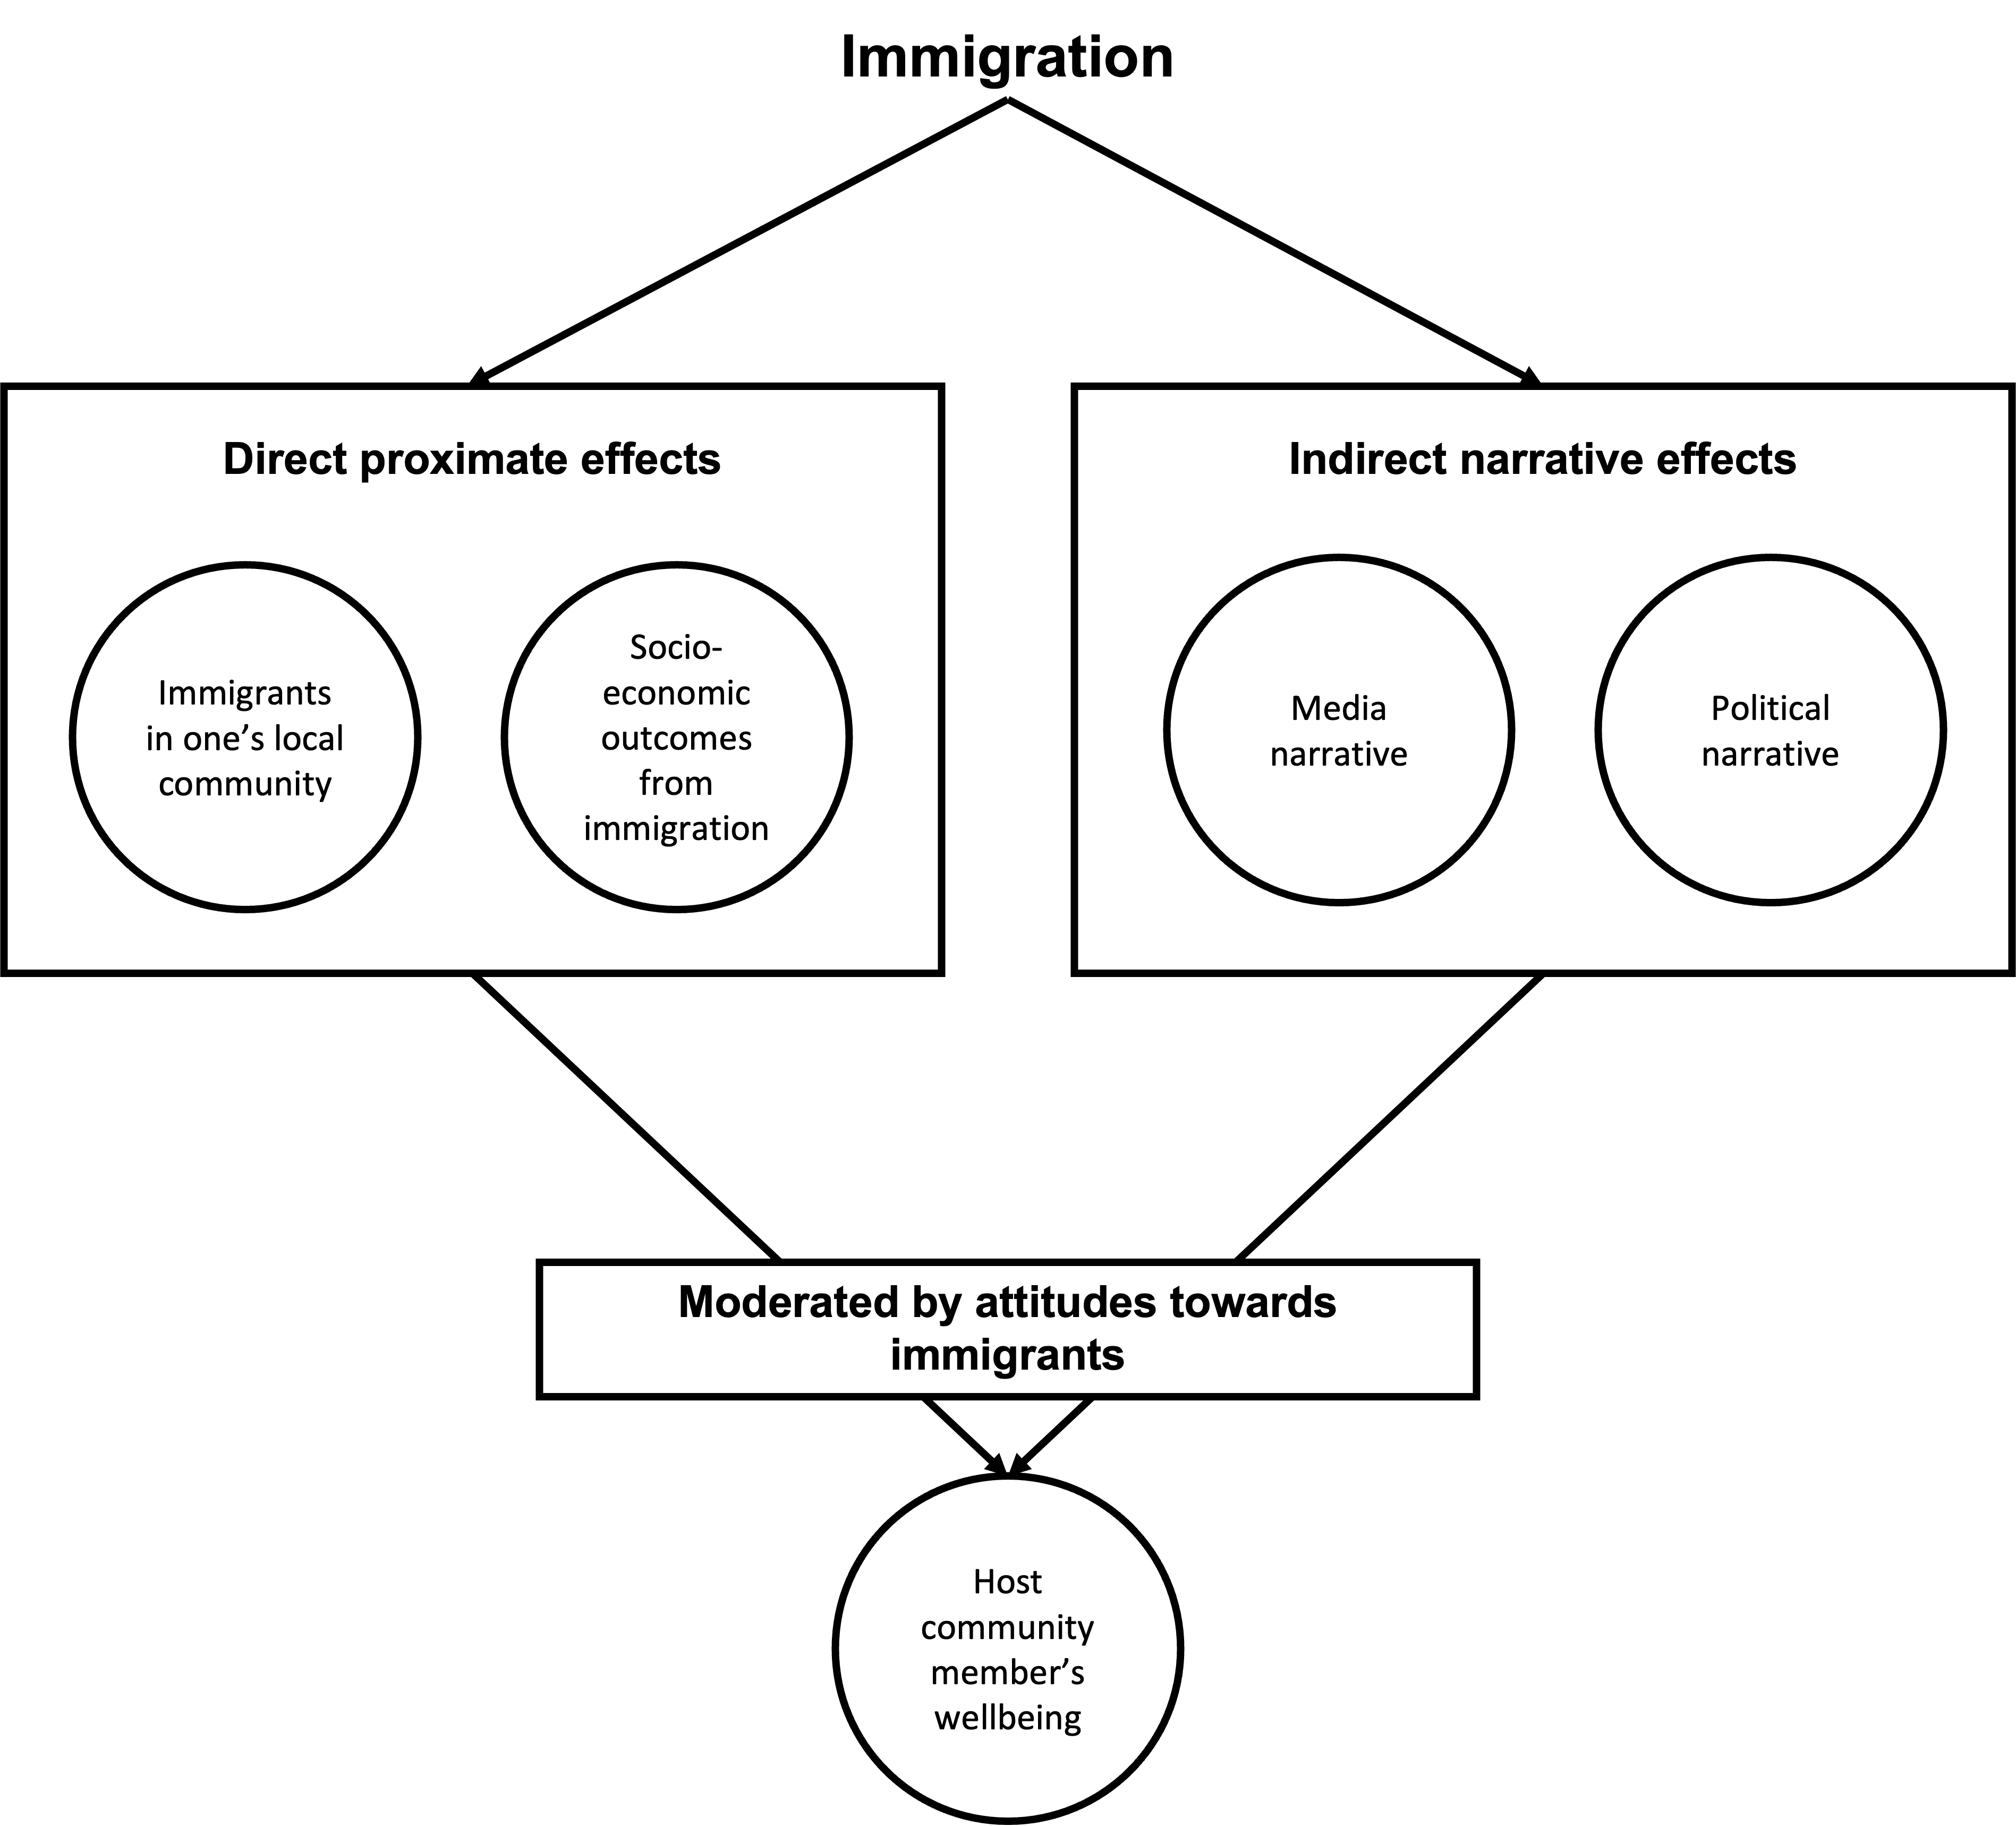 Immigration
Direct proximate effects
Immigrants
in one’s local
community
Socio-
economic
outcomes
from
immigration
Indirect narrative effects
Media
narrative
Political
narrative
Moderated by attitudes towards
immigrants
Host
community
member’s
wellbeing